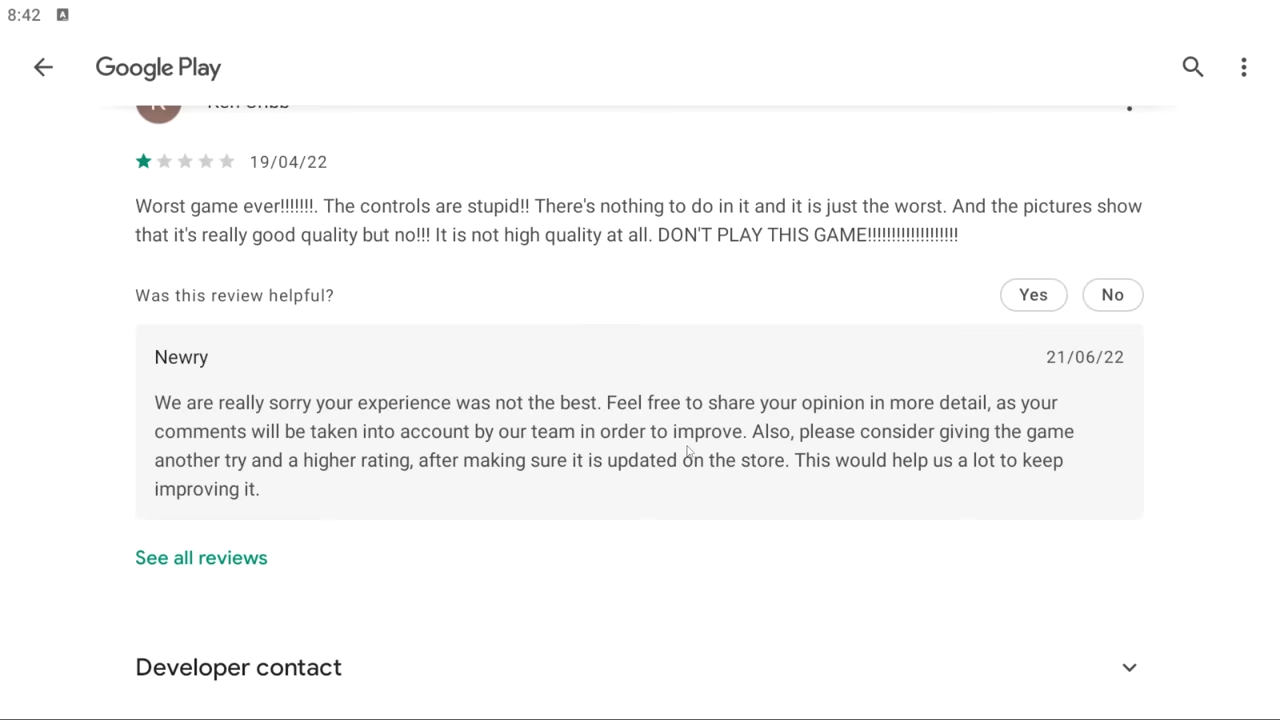 8:42
Google Play
19/04/22
Worst game ever!!!!!!!. The controls are stupid!! There's nothing to do in it and it is just the worst. And the pictures show
that it's really good quality but no!!! It is not high quality at all. DON'T PLAY THIS GAME!!!!!!!!!!!!!!!!!!!
Was this review helpful?
Yes
No
Newry
21/06/22
We are really sorry your experience was not the best. Feel free to share your opinion in more detail, as your
comments will be taken into account by our team in order to improve. Also, please consider giving the game
another try and a higher rating, after making sure it is updated on the store. This would help us a lot to keep
improving it.
See all reviews
Developer contact